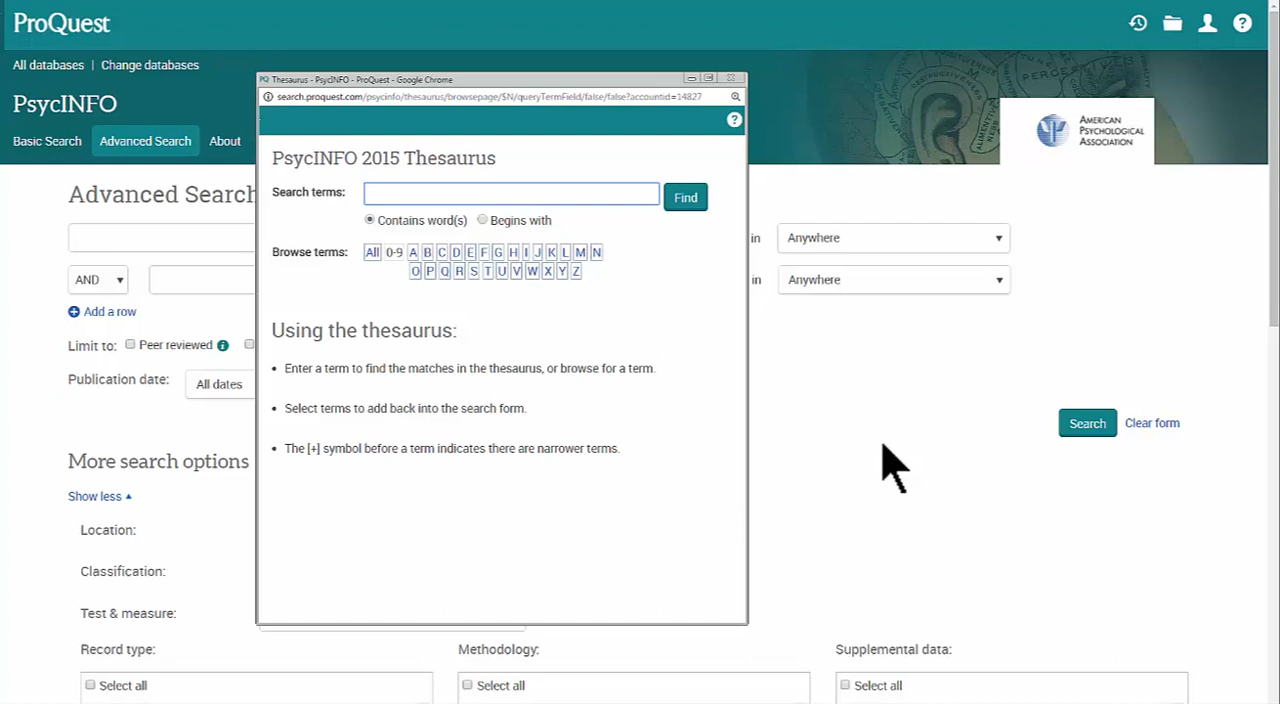 ProQuest
All databases | Change databases
PsycINFO
Basic Search Advanced Search About
AMERICAN
PSYCHOLOGICAL
ASSOCIATION
Thesaurus - PsycINFO - ProQuest - Google Chrome
search.proquest.com/psycinfo/thesaurus/browsepage/$N/queryTermField/false/false?accountid=14827
PsycINFO 2015 Thesaurus
Search terms:
Find
Contains word(s) Begins with
Browse terms: All 0-9 A B C D E F G H I J K L M N
O P Q R S T U V W X Y Z
Using the thesaurus:
• Enter a term to find the matches in the thesaurus, or browse for a term.
• Select terms to add back into the search form.
• The [+] symbol before a term indicates there are narrower terms.
Advanced Search
in Anywhere
AND
in Anywhere
Add a row
Limit to: Peer reviewed
Publication date: All dates
Search Clear form
More search options
Show less
Location:
Classification:
Test & measure:
Record type: Methodology: Supplemental data:
Select all Select all Select all